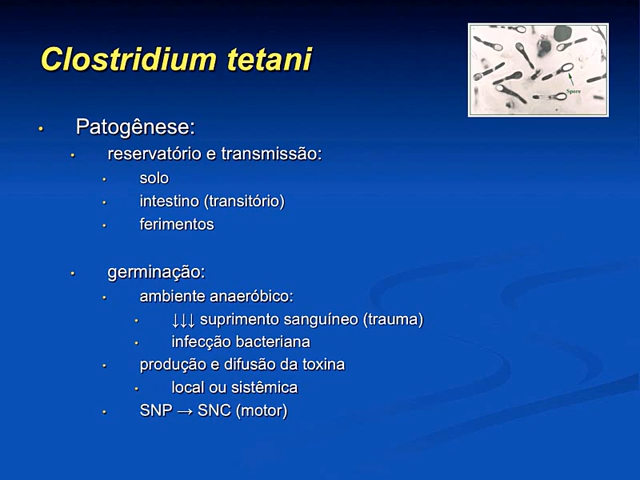 Clostridium tetani
Spore
• Patogênese:
• reservatório e transmissão:
• solo
• intestino (transitório)
• ferimentos
• germinação:
• ambiente anaeróbico:
• ↓↓↓ suprimento sanguíneo (trauma)
• infecção bacteriana
• produção e difusão da toxina
• local ou sistêmica
• SNP → SNC (motor)